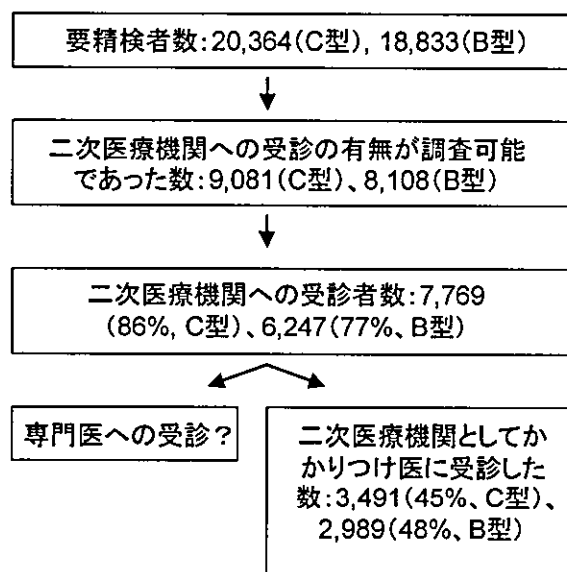 要精検者数:20,364(C型), 18,833(B型)
二次医療機関への受診の有無が調査可能
であった数:9,081(C型)、8,108(B型)
二次医療機関への受診者数:7,769
(86%, C型)、6,247(77%、B型)
専門医への受診?
二次医療機関としてか
かりつけ医に受診した
数:3,491(45%、C型)、
2,989(48%、B型)